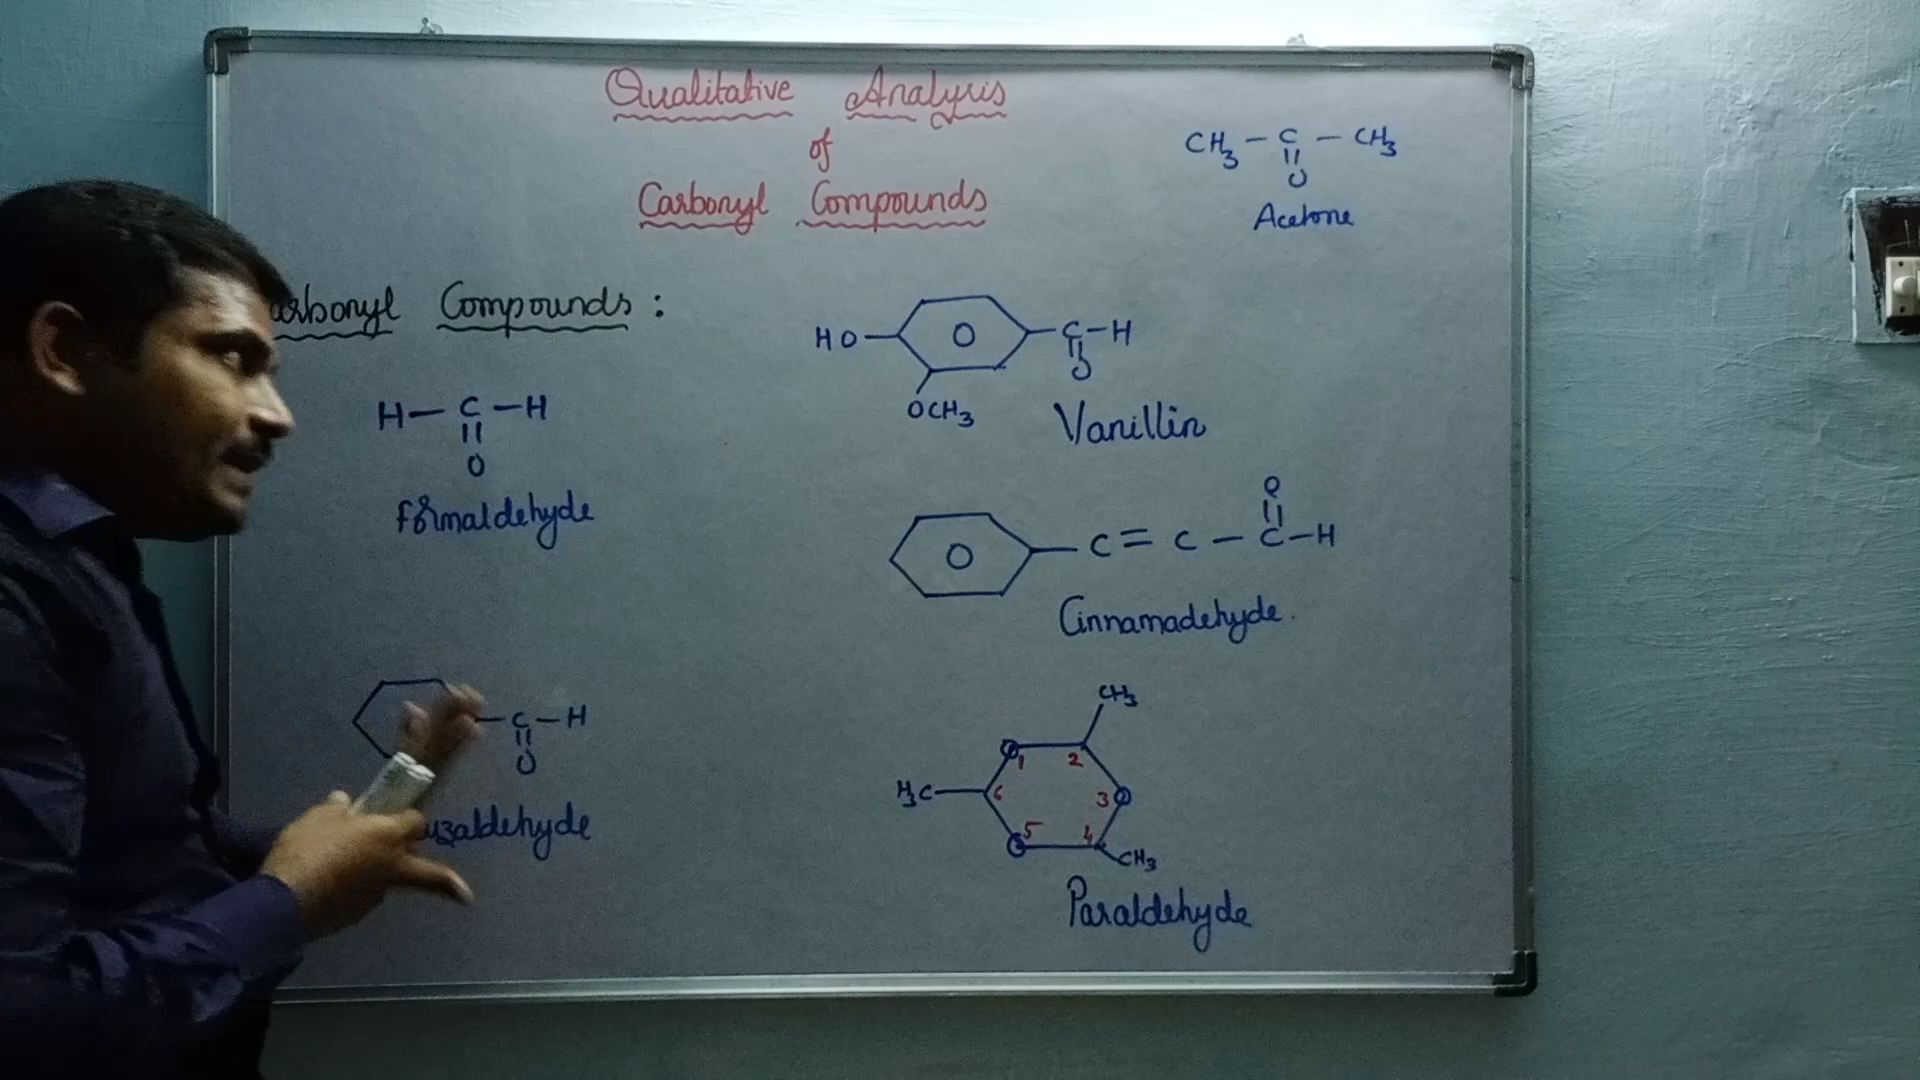 Qualitative Analysis
of
Carbonyl Compounds
CH3 - C - CH3
O
Acetone
Compounds :
H - C - H
O
Formaldehyde
HO O C - H
O
OCH3
Vanillin
O
O C = C - C - H
Cinnamadehyde.
C - H
O
CH3
1 2
H3C 6 3
5 4
CH3
Paraldehyde